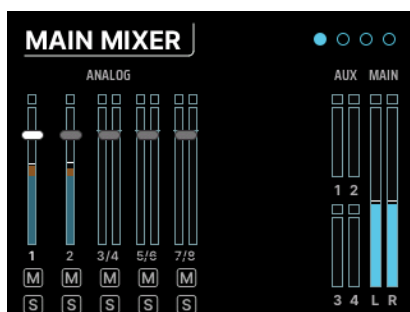 MAIN MIXER
ANALOG
AUX MAIN
1 2
1 2 3/4 5/6 7/8
M M M M M
S S S S S
3 4 L R